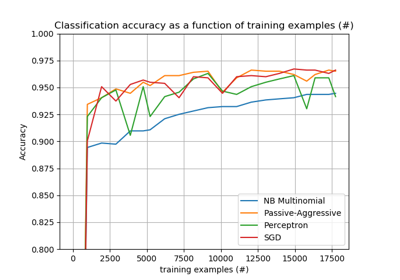 Classification accuracy as a function of training examples (#)
1.000
0.975
0.950
0.925
0.900
0.875
0.850
0.825
0.800
Accuracy
NB Multinomial
Passive-Aggressive
Perceptron
SGD
0 2500 5000 7500 10000 12500 15000 17500
training examples (#)